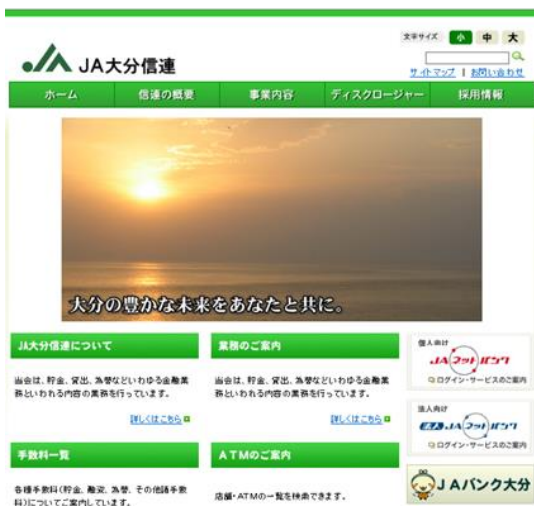 文字サイズ 小 中 大
JA大分信連
サイトマップ | お問い合わせ
ホーム 信連の概要 事業内容 ディスクロージャー 採用情報
大分の豊かな未来をあなたと共に。
JA大分信連について
当会は、貯金、貸出、為替などいわゆる金融業
務といわれる内容の業務を行っています。
詳しくはこちら
業務のご案内
当会は、貯金、貸出、為替などいわゆる金融業
務といわれる内容の業務を行っています。
詳しくはこちら
手数料一覧
各種手数料(貯金、融資、為替、その他諸手数
料)についてご案内しています。
ATMのご案内
店舗・ATMの一覧を検索できます。
個人向け
JAネットバンク
ログイン・サービスのご案内
法人向け
法人JAネットバンク
ログイン・サービスのご案内
JAバンク大分